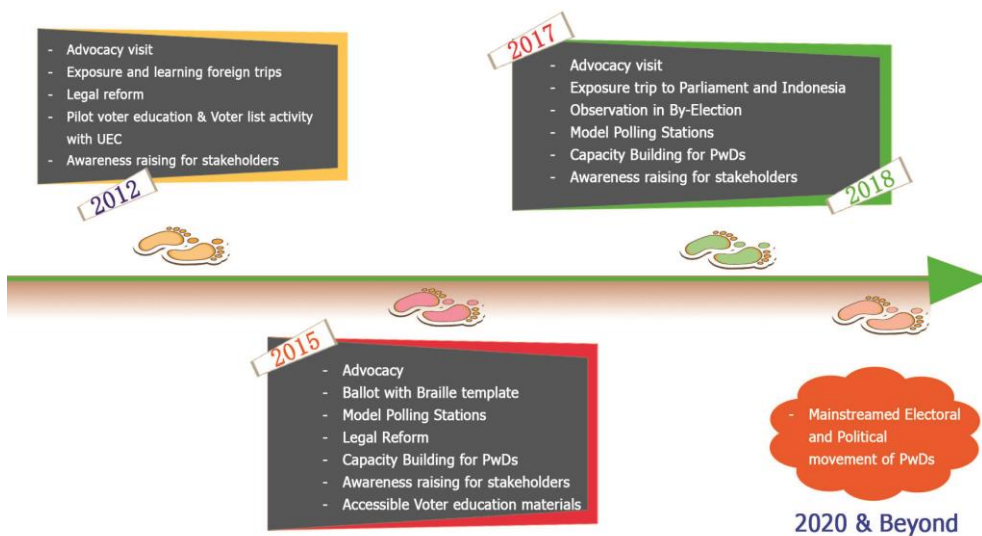 2012
- Advocacy visit
- Exposure and learning foreign trips
- Legal reform
- Pilot voter education & Voter list activity
with UEC
- Awareness raising for stakeholders
2015
- Advocacy
- Ballot with Braille template
- Model Polling Stations
- Legal Reform
- Capacity Building for PwDs
- Awareness raising for stakeholders
- Accessible Voter education materials
2017
- Advocacy visit
- Exposure trip to Parliament and Indonesia
- Observation in By-Election
- Model Polling Stations
- Capacity Building for PwDs
- Awareness raising for stakeholders
2018
- Mainstreamed Electoral
and Political
movement of PwDs
2020 & Beyond